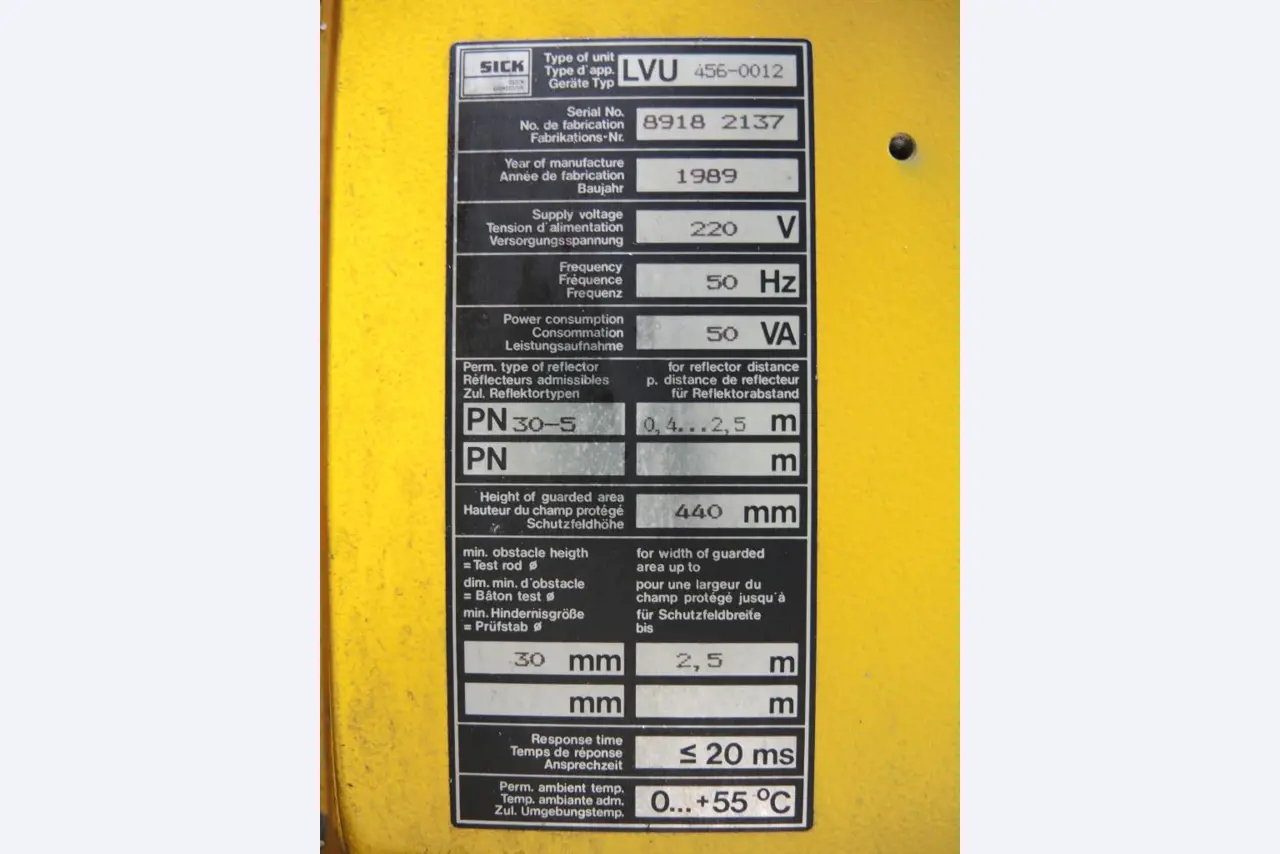 SICK
Type of unit
Type d'app.
Geräte Typ
LVU 456-0012
Serial No.
No. de fabrication
Fabrikations-Nr.
8918 2137
Year of manufacture
Année de fabrication
Baujahr
1989
Supply voltage
Tension d'alimentation
Versorgungsspannung
220 V
Frequency
Fréquence
Frequenz
50 Hz
Power consumption
Consommation
Leistungsaufnahme
50 VA
Perm. type of reflector
Réflecteurs admissibles
Zul. Reflektortypen
for reflector distance
p. distance de reflecteur
für Reflektorabstand
PN 30-5
0,4...2,5 m
PN
m
Height of guarded area
Hauteur du champ protégé
Schutzfeldhöhe
440 mm
min. obstacle heigth
= Test rod ø
dim. min. d'obstacle
= Bâton test ø
min. Hindernisgröße
= Prüfstab ø
for width of guarded
area up to
pour une largeur du
champ protégé jusqu'à
für Schutzfeldbreite
bis
30 mm
2,5 m
mm
m
Response time
Temps de réponse
Ansprechzeit
≤ 20 ms
Perm. ambient temp.
Temp. ambiante adm.
Zul. Umgebungstemp.
0...+55 °C